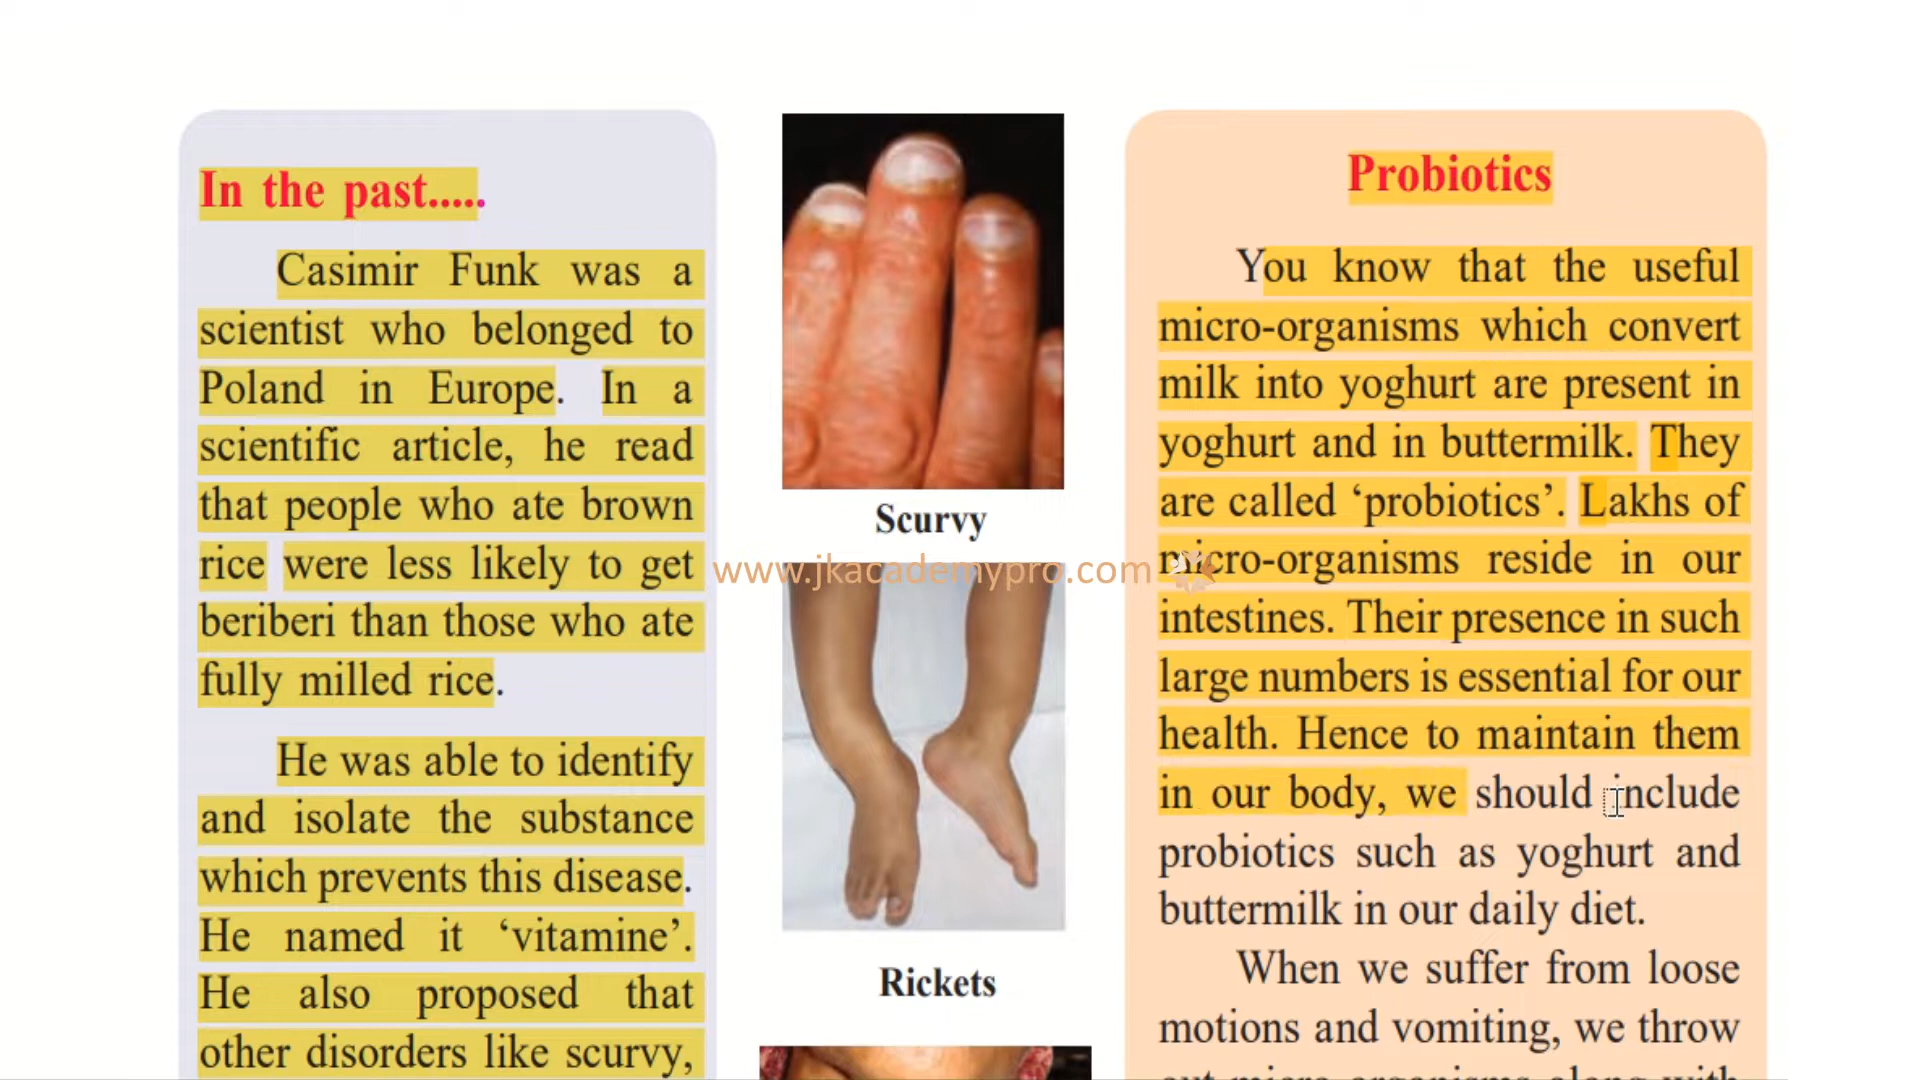 In the past.....
Casimir Funk was a
scientist who belonged to
Poland in Europe. In a
scientific article, he read
that people who ate brown
rice were less likely to get
beriberi than those who ate
fully milled rice.
He was able to identify
and isolate the substance
which prevents this disease.
He named it ‘vitamine’.
He also proposed that
other disorders like scurvy,
Scurvy
www.jkacademypro.com
Rickets
Probiotics
You know that the useful
micro-organisms which convert
milk into yoghurt are present in
yoghurt and in buttermilk. They
are called ‘probiotics’. Lakhs of
micro-organisms reside in our
intestines. Their presence in such
large numbers is essential for our
health. Hence to maintain them
in our body, we should include
probiotics such as yoghurt and
buttermilk in our daily diet.
When we suffer from loose
motions and vomiting, we throw
out micro-organisms along with